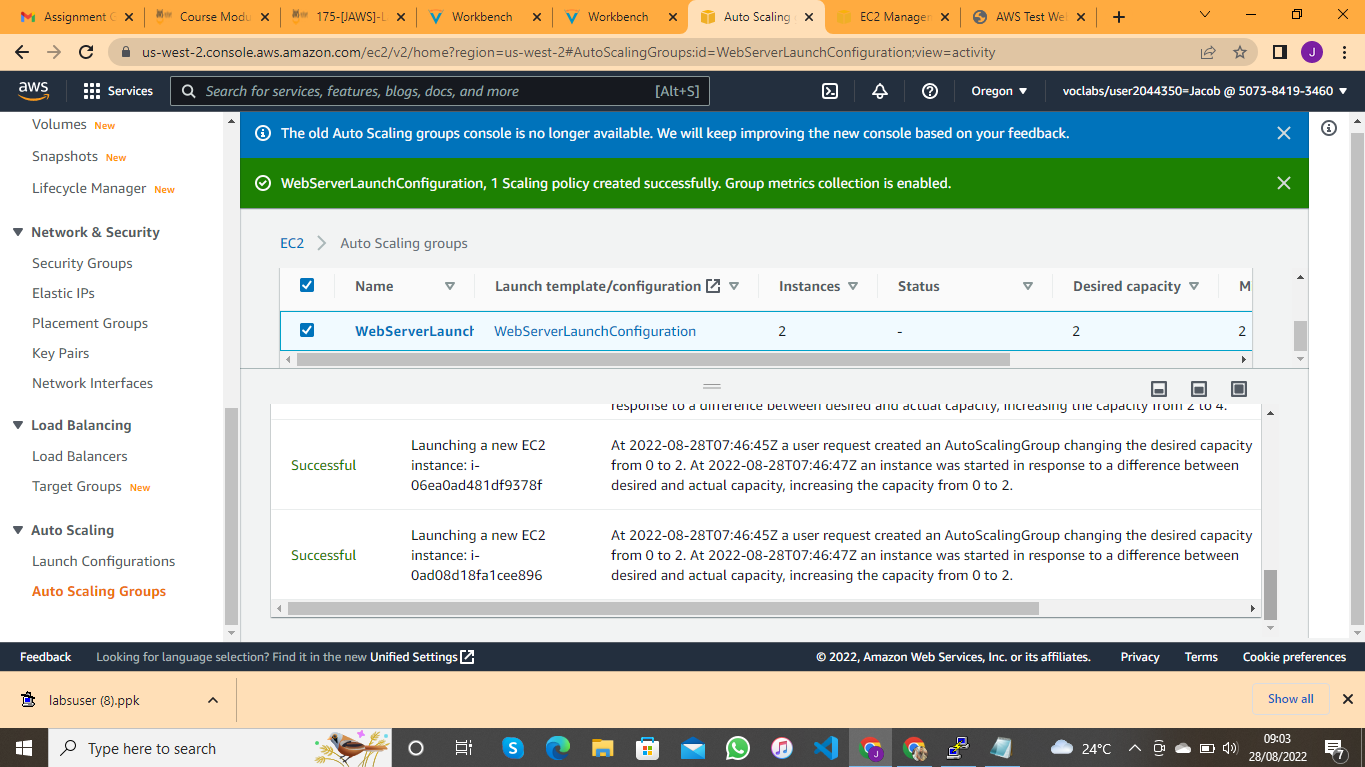 Assignment G
Course Modu
175-[JAWS]-L
Workbench
Workbench
Auto Scaling
EC2 Managem
AWS Test Web
us-west-2.console.aws.amazon.com/ec2/v2/home?region=us-west-2#AutoScalingGroups:id=WebServerLaunchConfiguration;view=activity
J
aws
Services
Search for services, features, blogs, docs, and more
[Alt+S]
Oregon
voclabs/user2044350=Jacob @ 5073-8419-3460
Volumes New
Snapshots New
Lifecycle Manager New
Network & Security
Security Groups
Elastic IPs
Placement Groups
Key Pairs
Network Interfaces
Load Balancing
Load Balancers
Target Groups New
Auto Scaling
Launch Configurations
Auto Scaling Groups
The old Auto Scaling groups console is no longer available. We will keep improving the new console based on your feedback.
WebServerLaunchConfiguration, 1 Scaling policy created successfully. Group metrics collection is enabled.
EC2 Auto Scaling groups
Name Launch template/configuration Instances Status Desired capacity M
WebServerLaunch WebServerLaunchConfiguration 2 - 2 2
response to a difference between desired and actual capacity, increasing the capacity from 2 to 4.
Successful
Launching a new EC2
instance: i-
06ea0ad481df9378f
At 2022-08-28T07:46:45Z a user request created an AutoScalingGroup changing the desired capacity
from 0 to 2. At 2022-08-28T07:46:47Z an instance was started in response to a difference between
desired and actual capacity, increasing the capacity from 0 to 2.
Successful
Launching a new EC2
instance: i-
0ad08d18fa1cee896
At 2022-08-28T07:46:45Z a user request created an AutoScalingGroup changing the desired capacity
from 0 to 2. At 2022-08-28T07:46:47Z an instance was started in response to a difference between
desired and actual capacity, increasing the capacity from 0 to 2.
Feedback
Looking for language selection? Find it in the new Unified Settings
© 2022, Amazon Web Services, Inc. or its affiliates.
Privacy
Terms
Cookie preferences
labsuser (8).ppk
Show all
Type here to search
J
24°C
09:03
28/08/2022
7